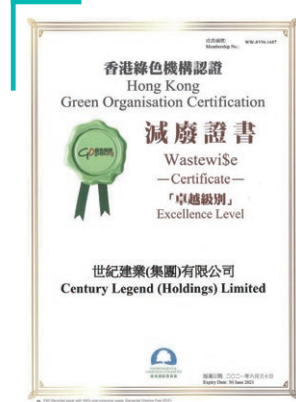 Membership No.:
香港綠色機構認證
Hong Kong
Green Organisation Certification
減廢證書
Wastewi$e
—Certificate—
「卓越級別」
Excellence Level
世紀建業(集團)有限公司
Century Legend (Holdings) Limited
Expiry Date: 30 June 2021